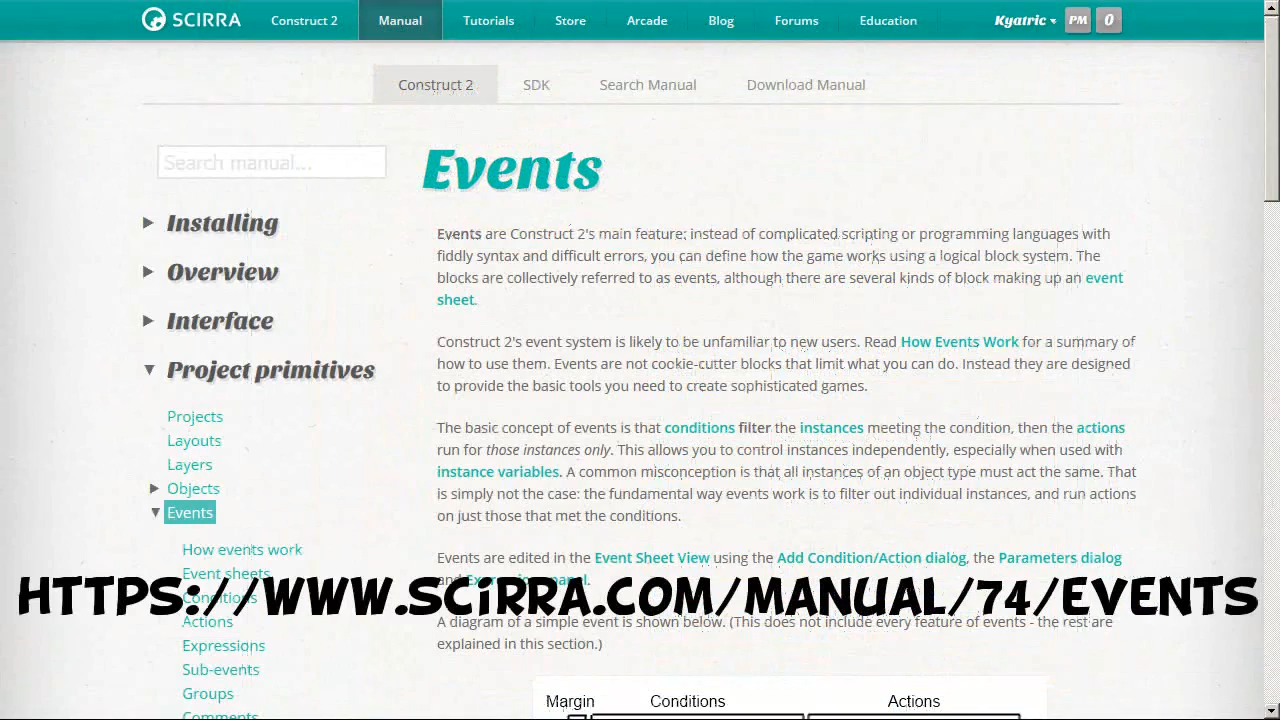 SCIRRA Construct 2 Manual Tutorials Store Arcade Blog Forums Education Kyatric PM 0
Construct 2 SDK Search Manual Download Manual
Search manual...
Installing
Overview
Interface
Project primitives
Projects
Layouts
Layers
Objects
Events
How events work
Event sheets
Conditions
Actions
Expressions
Sub-events
Groups
Comments
Events
Events are Construct 2's main feature; instead of complicated scripting or programming languages with
fiddly syntax and difficult errors, you can define how the game works using a logical block system. The
blocks are collectively referred to as events, although there are several kinds of block making up an event
sheet.
Construct 2's event system is likely to be unfamiliar to new users. Read How Events Work for a summary of
how to use them. Events are not cookie-cutter blocks that limit what you can do. Instead they are designed
to provide the basic tools you need to create sophisticated games.
The basic concept of events is that conditions filter the instances meeting the condition, then the actions
run for those instances only. This allows you to control instances independently, especially when used with
instance variables. A common misconception is that all instances of an object type must act the same. That
is simply not the case: the fundamental way events work is to filter out individual instances, and run actions
on just those that met the conditions.
Events are edited in the Event Sheet View using the Add Condition/Action dialog, the Parameters dialog
and Expressions panel.
HTTPS://WWW.SCIRRA.COM/MANUAL/74/EVENTS
A diagram of a simple event is shown below. (This does not include every feature of events - the rest are
explained in this section.)
Margin Conditions Actions